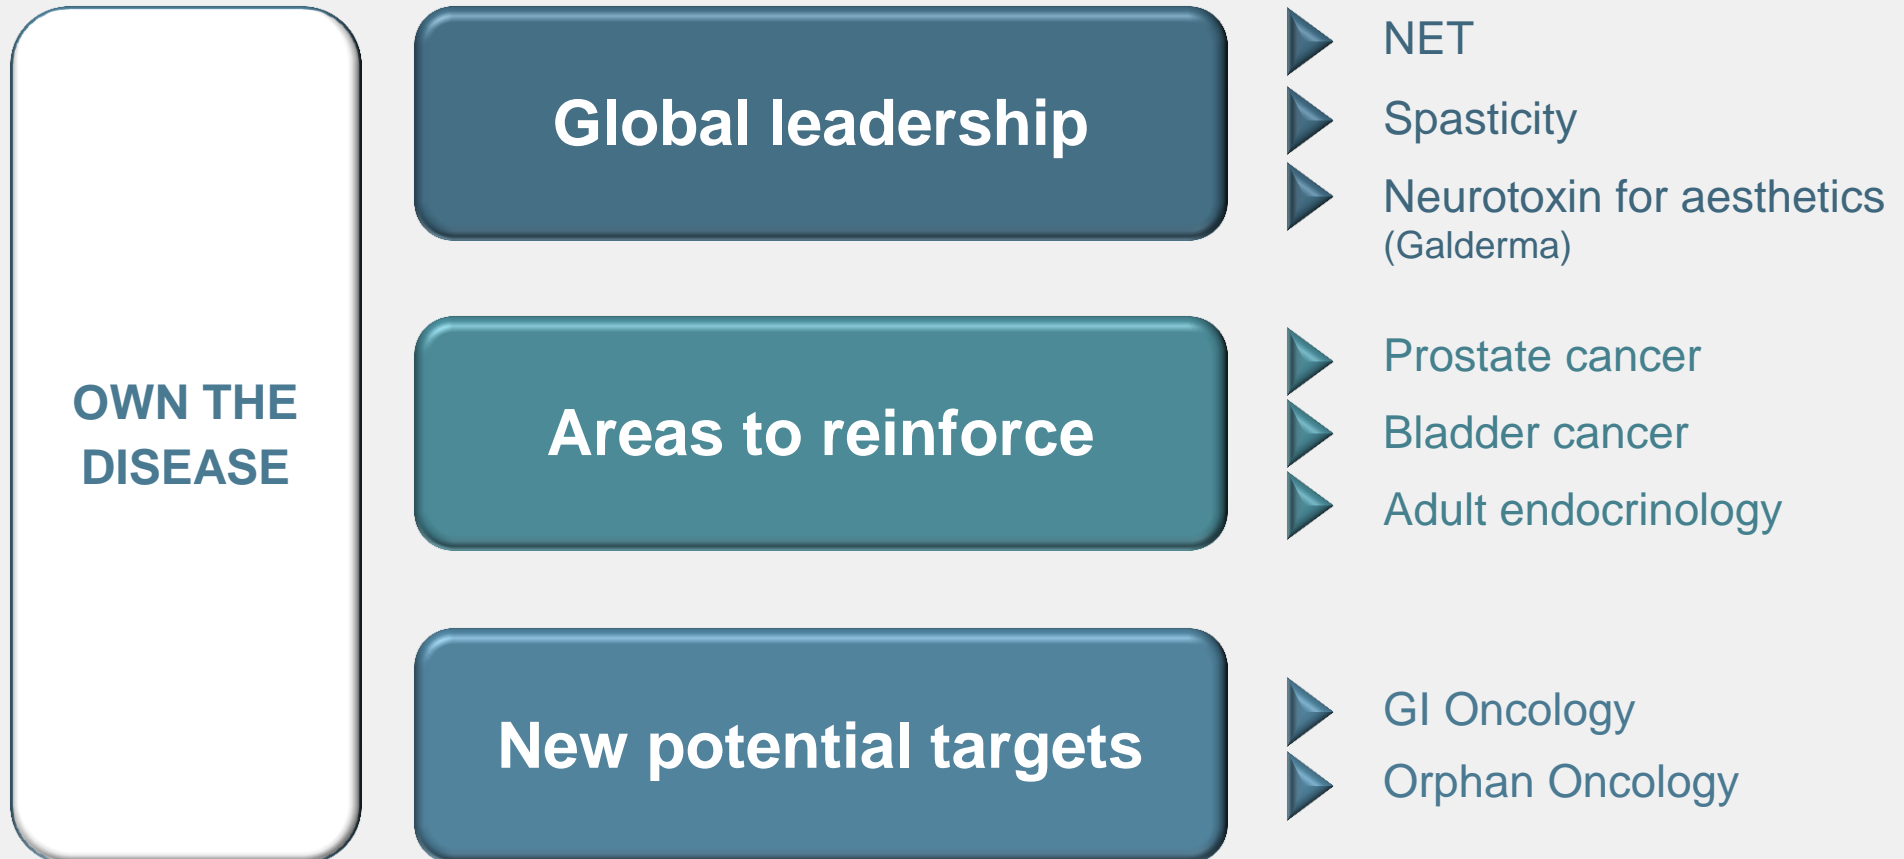 OWN THE
DISEASE
Global leadership
NET
Spasticity
Neurotoxin for aesthetics
(Galderma)
Areas to reinforce
Prostate cancer
Bladder cancer
Adult endocrinology
New potential targets
GI Oncology
Orphan Oncology